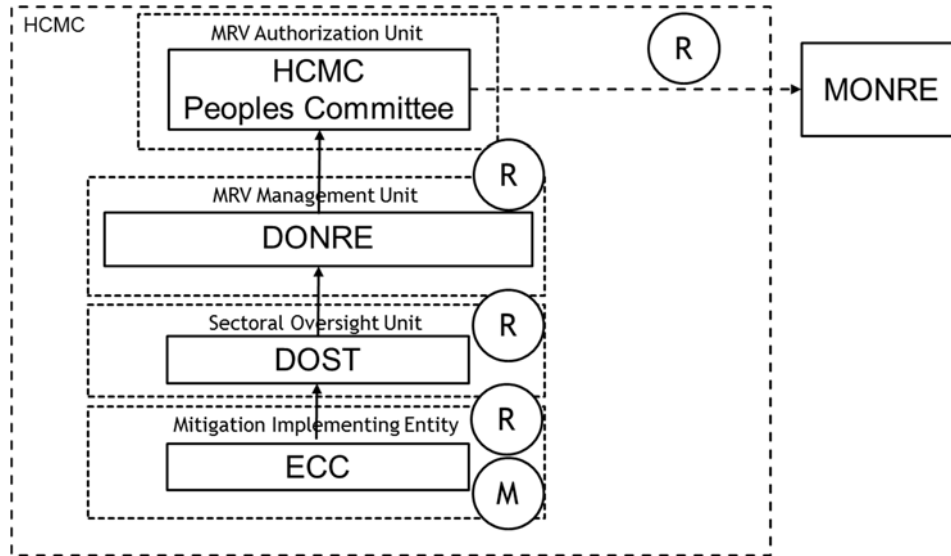 HCMC
MRV Authorization Unit
HCMC
Peoples Committee
R
MONRE
R
MRV Management Unit
DONRE
Sectoral Oversight Unit
R
DOST
Mitigation Implementing Entity
R
ECC
M